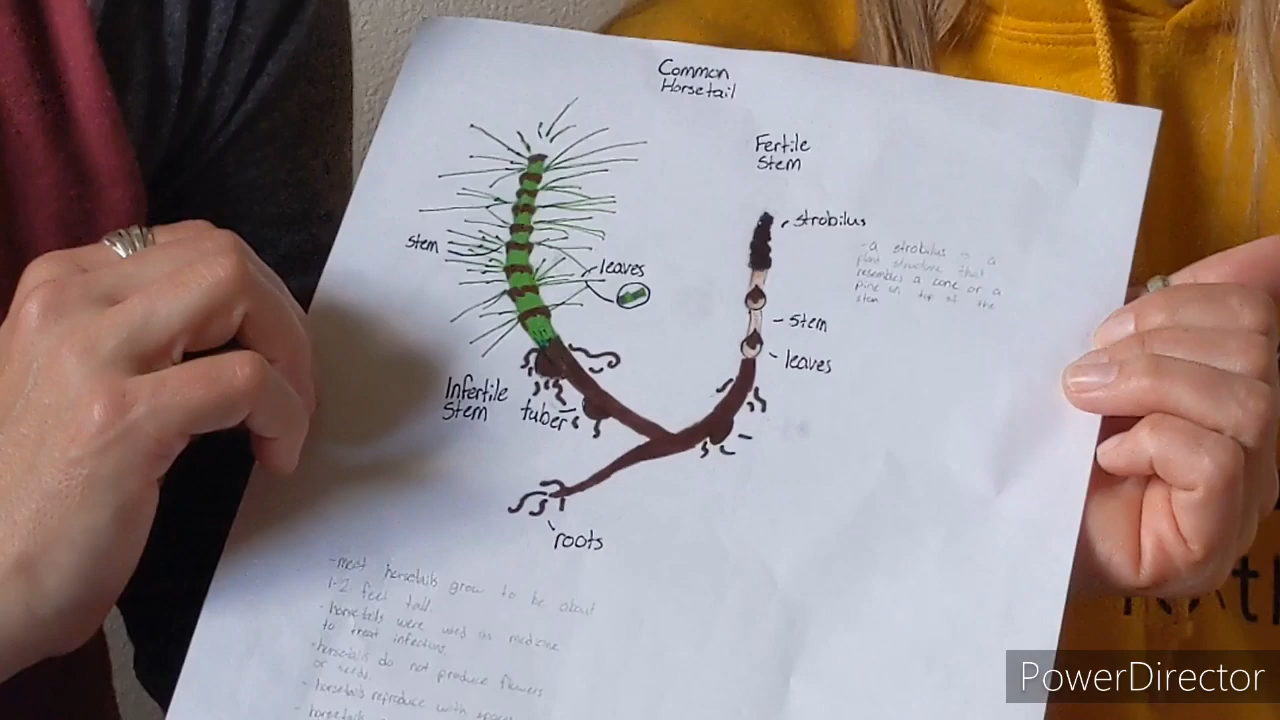 Common
Horsetail
Fertile
Stem
strobilus
-a strobilus is a
plant structure that
resembles a cone or a
pine on top of the
stem
stem
leaves
stem
leaves
Infertile
Stem
tuber
roots
-most horsetails grow to be about
1-2 feet tall.
-horsetails were used as medicine
to treat infections.
-horsetails do not produce flowers
or seeds.
-horsetails reproduce with
-horsetails
PowerDirector